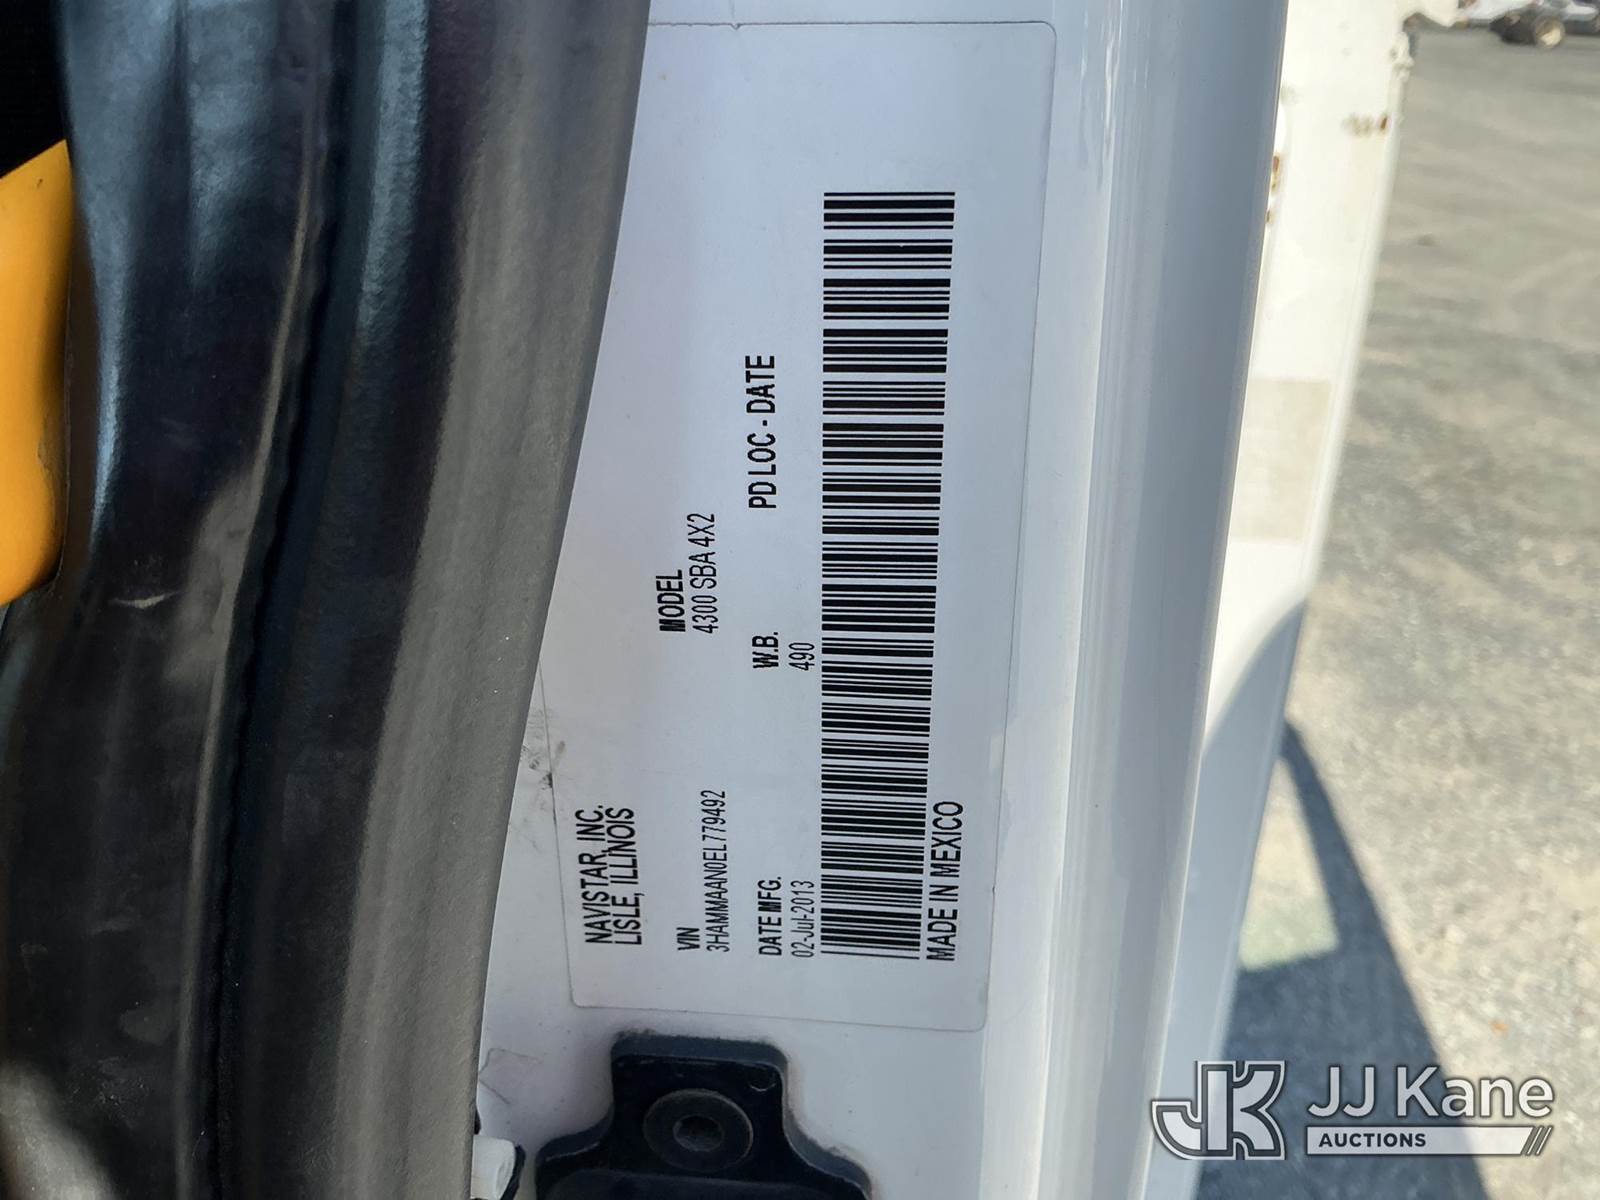 NAVISTAR, INC.
LISLE, ILLINOIS
VIN
3HAMMAAN0EL779492
MODEL
4300 SBA 4X2
DATE MFG.
02-Jul-2013
W.B.
490
PD LOC - DATE
MADE IN MEXICO
JK JJ Kane
AUCTIONS